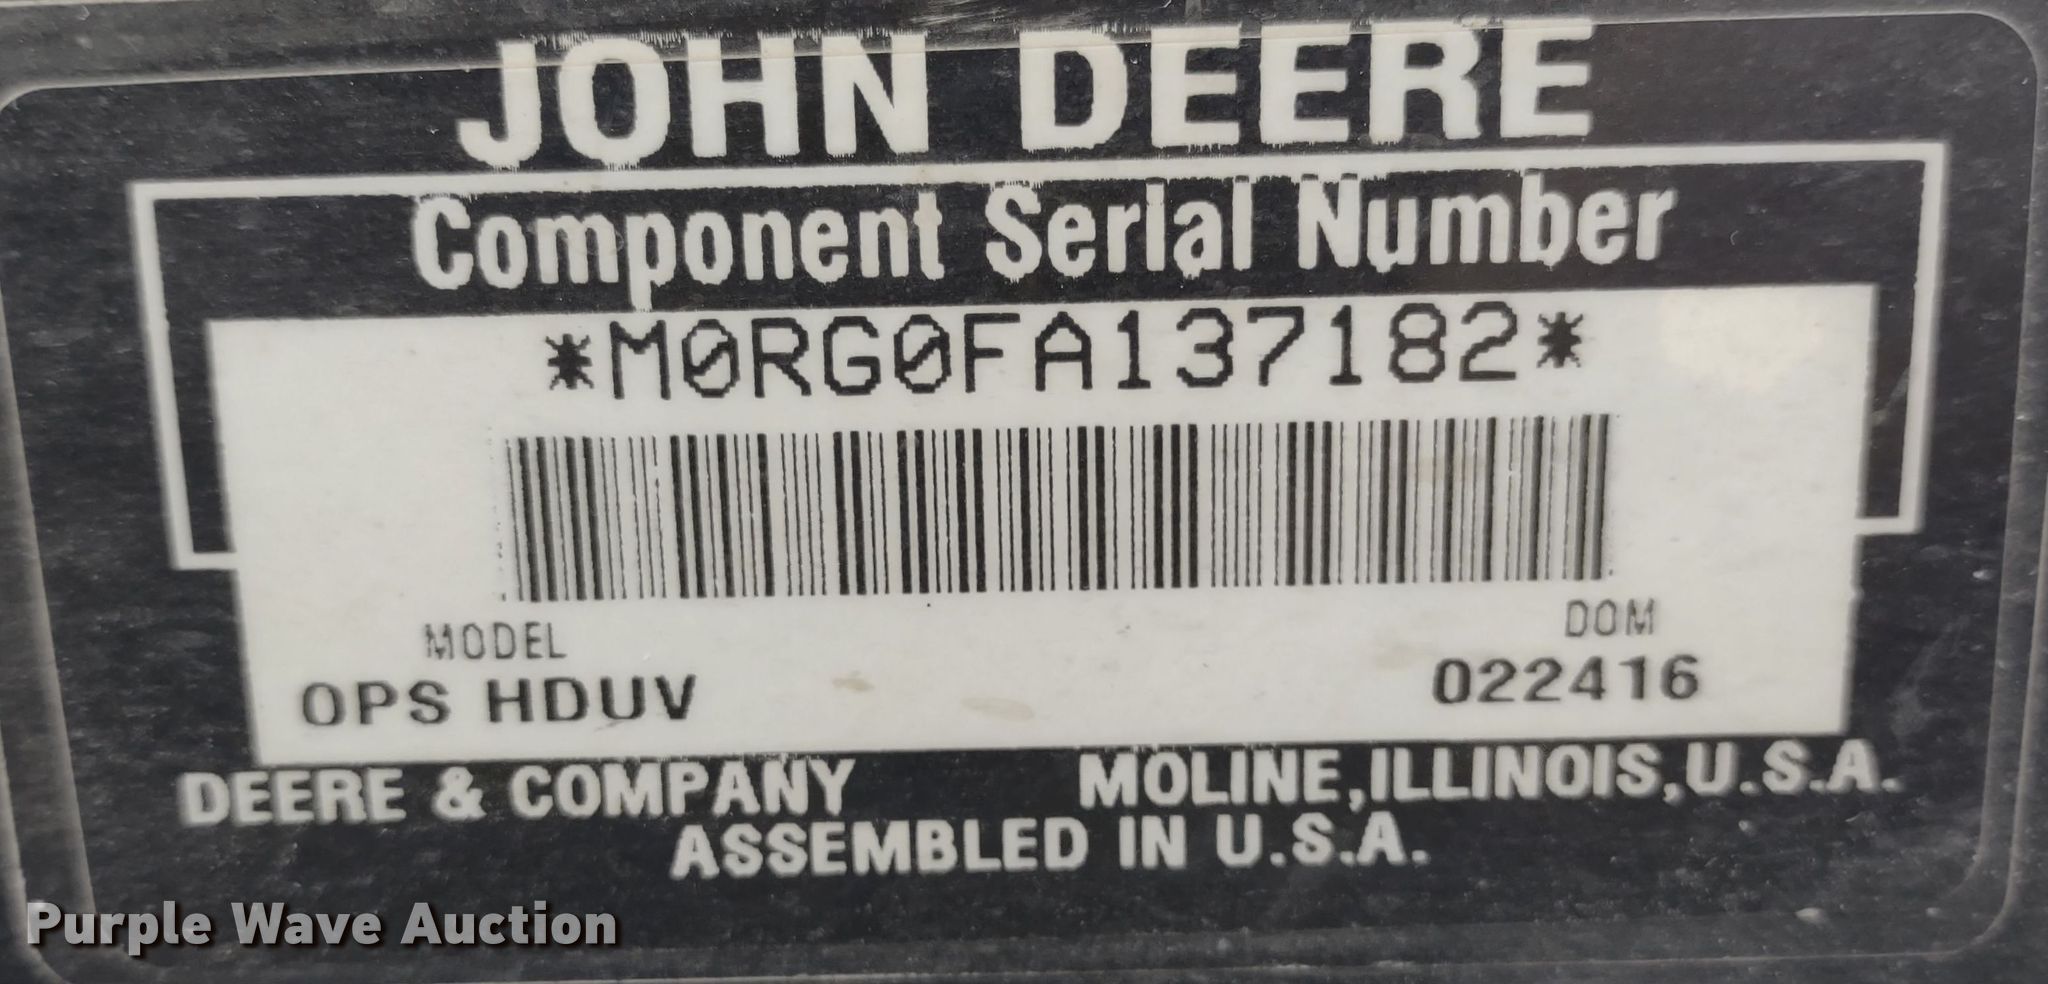 JOHN DEERE
Component Serial Number
*M0RG0FA137182*
MODEL
DOM
OPS HDUV
022416
DEERE & COMPANY MOLINE, ILLINOIS, U.S.A.
ASSEMBLED IN U.S.A.
Purple Wave Auction